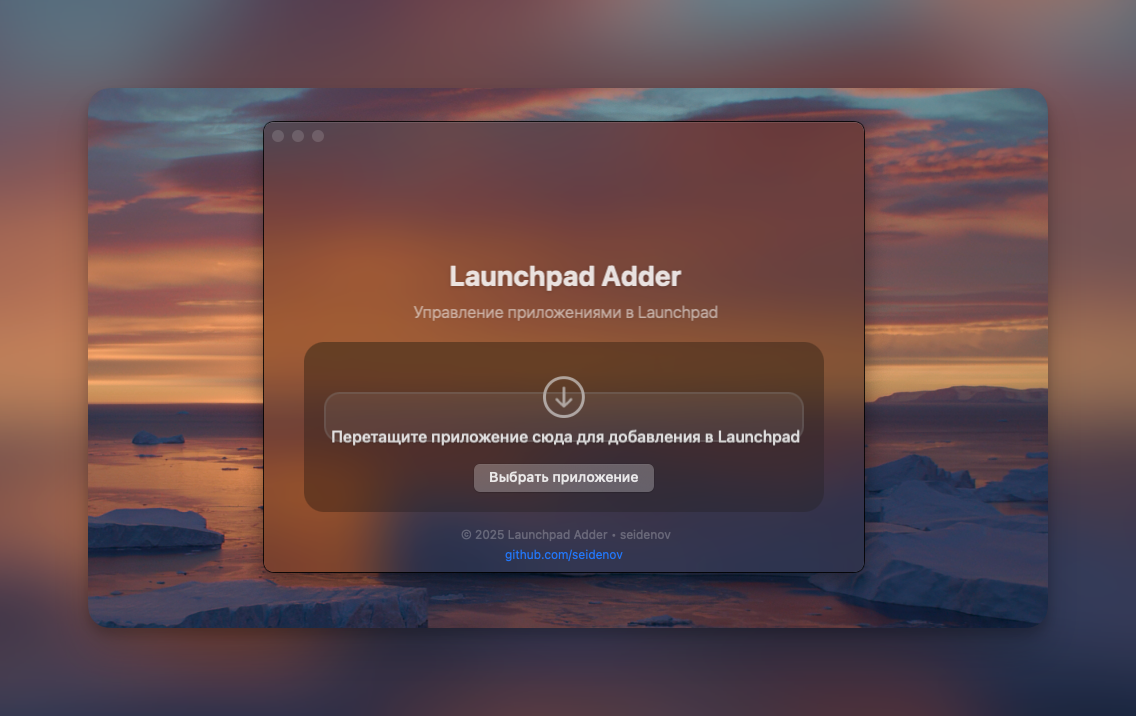 Launchpad Adder
Управление приложениями в Launchpad
Перетащите приложение сюда для добавления в Launchpad
Выбрать приложение
© 2025 Launchpad Adder • seidenov
github.com/seidenov